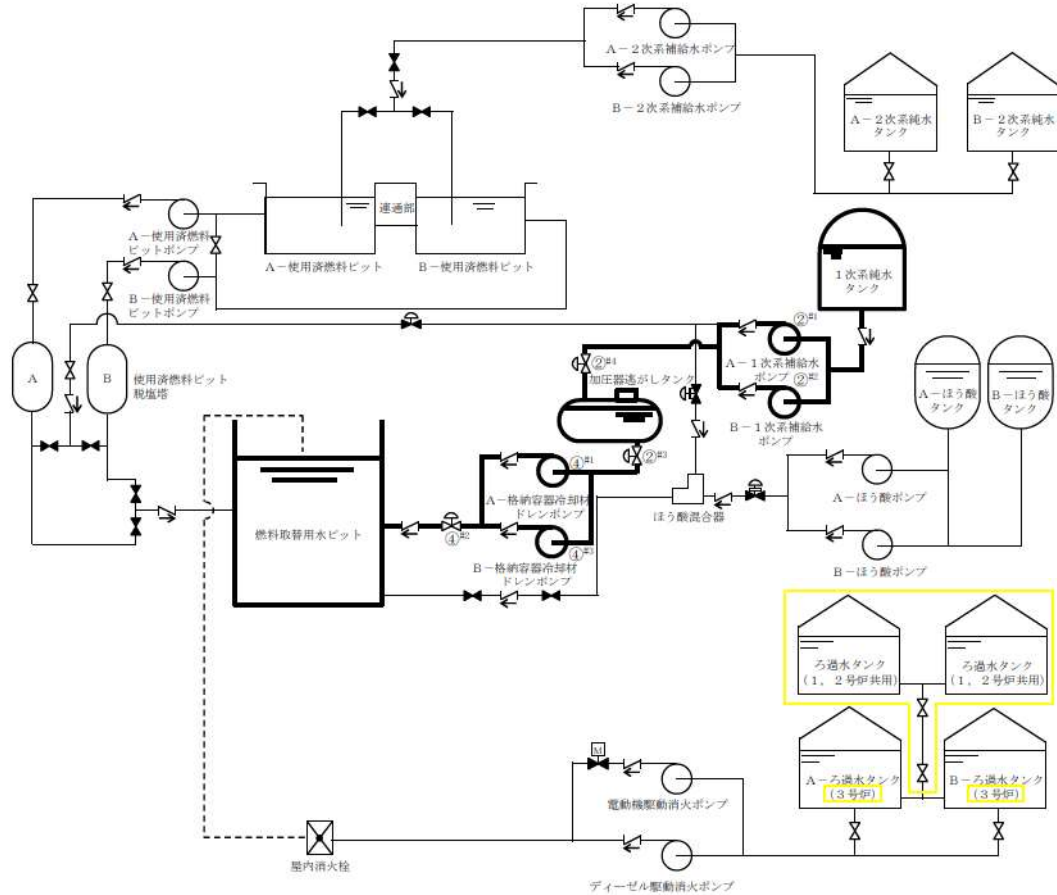 A－２次系補給水ポンプ
B－２次系補給水ポンプ
A－２次系純水
タンク
B－２次系純水
タンク
連通部
A－使用済燃料
ピットポンプ
A－使用済燃料ピット
B－使用済燃料ピット
B－使用済燃料
ピットポンプ
１次系純水
タンク
②#1
②#4
A－１次系補給水
ポンプ
②#2
加圧器逃がしタンク
B－１次系補給水
ポンプ
A
B
使用済燃料ピット
脱塩塔
A－ほう酸
タンク
B－ほう酸
タンク
②#3
④#1
A－格納容器冷却材
ドレンポンプ
④#2
④#3
B－格納容器冷却材
ドレンポンプ
ほう酸混合器
A－ほう酸ポンプ
B－ほう酸ポンプ
燃料取替用水ピット
ろ過水タンク
（１，２号炉共用）
ろ過水タンク
（１，２号炉共用）
A－ろ過水タンク
（３号炉）
B－ろ過水タンク
（３号炉）
M
電動機駆動消火ポンプ
屋内消火栓
ディーゼル駆動消火ポンプ